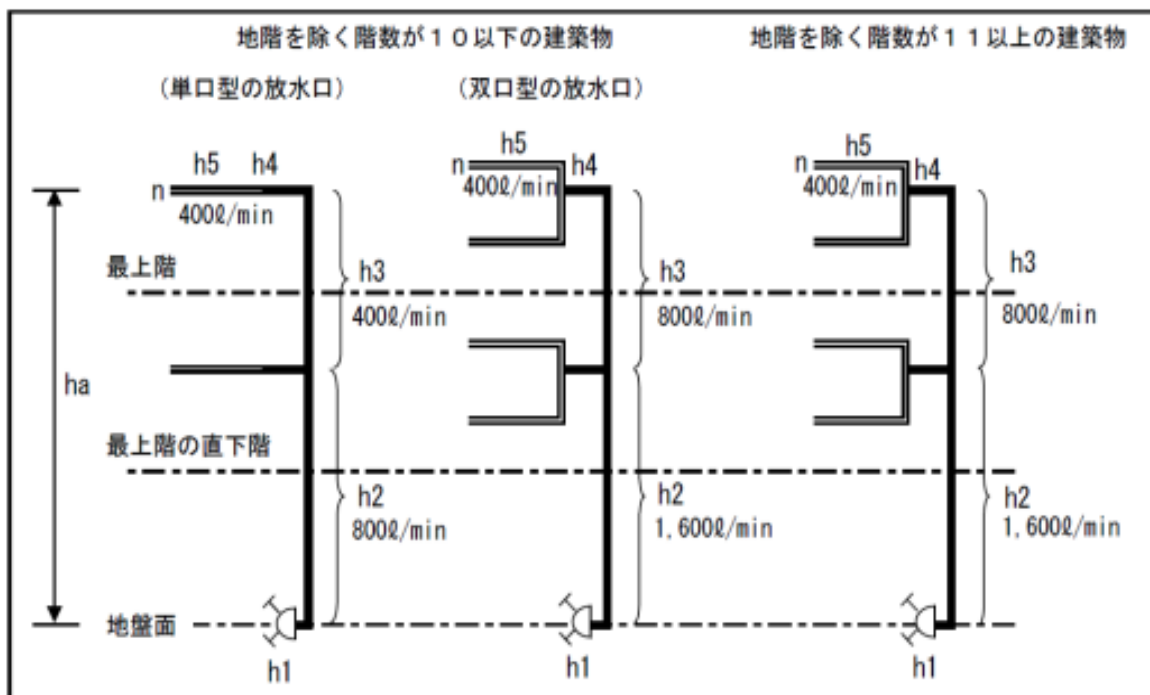 地階を除く階数が１０以下の建築物
地階を除く階数が１１以上の建築物
(単口型の放水口)
(双口型の放水口)
h5 h4
n
400ℓ/min
h5
n h4
400ℓ/min
h5
n h4
400ℓ/min
最上階
h3
400ℓ/min
h3
800ℓ/min
h3
800ℓ/min
ha
最上階の直下階
h2
800ℓ/min
h2
1,600ℓ/min
h2
1,600ℓ/min
地盤面
h1
h1
h1